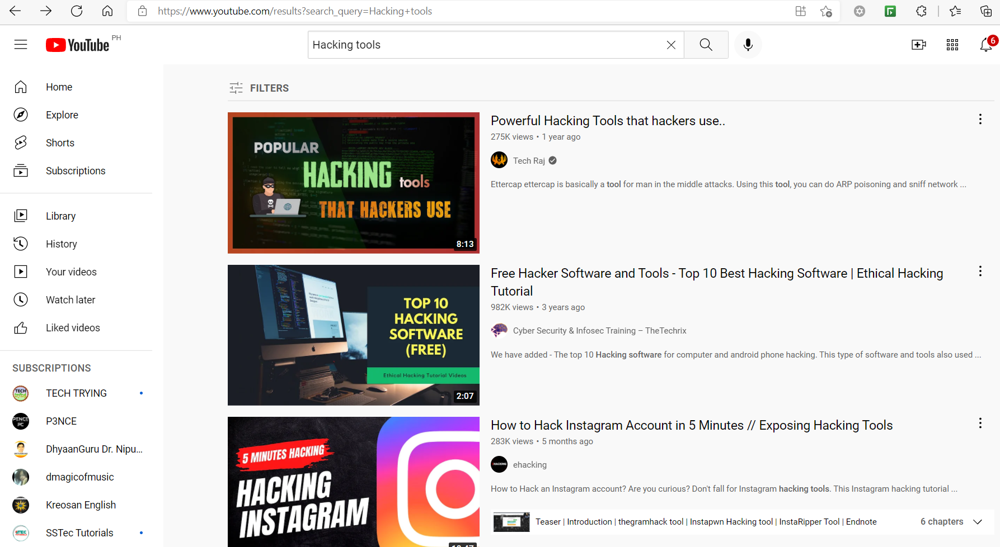 https://www.youtube.com/results?search_query=Hacking+tools
YouTube PH
Hacking tools
6
Home
Explore
Shorts
Subscriptions
Library
History
Your videos
Watch later
Liked videos
SUBSCRIPTIONS
TECH TRYING
P3NCE
DhyaanGuru Dr. Nipu...
dmagicofmusic
Kreosan English
SSTec Tutorials
FILTERS
POPULAR
HACKING tools
THAT HACKERS USE
8:13
Powerful Hacking Tools that hackers use..
275K views • 1 year ago
Tech Raj
Ettercap ettercap is basically a tool for man in the middle attacks. Using this tool, you can do ARP poisoning and sniff network ...
TOP 10
HACKING
SOFTWARE
(FREE)
Ethical Hacking Tutorial Videos
2:07
Free Hacker Software and Tools - Top 10 Best Hacking Software | Ethical Hacking
Tutorial
982K views • 3 years ago
Cyber Security & Infosec Training – TheTechrix
We have added - The top 10 Hacking software for computer and android phone hacking. This type of software and tools also used ...
5 MINUTES HACKING
HACKING
INSTAGRAM
How to Hack Instagram Account in 5 Minutes // Exposing Hacking Tools
283K views • 5 months ago
ehacking
How to Hack an Instagram account? Are you curious? Don't fall for Instagram hacking tools. This Instagram hacking tutorial ...
Teaser | Introduction | thegramhack tool | Instapwn Hacking tool | InstaRipper Tool | Endnote
6 chapters